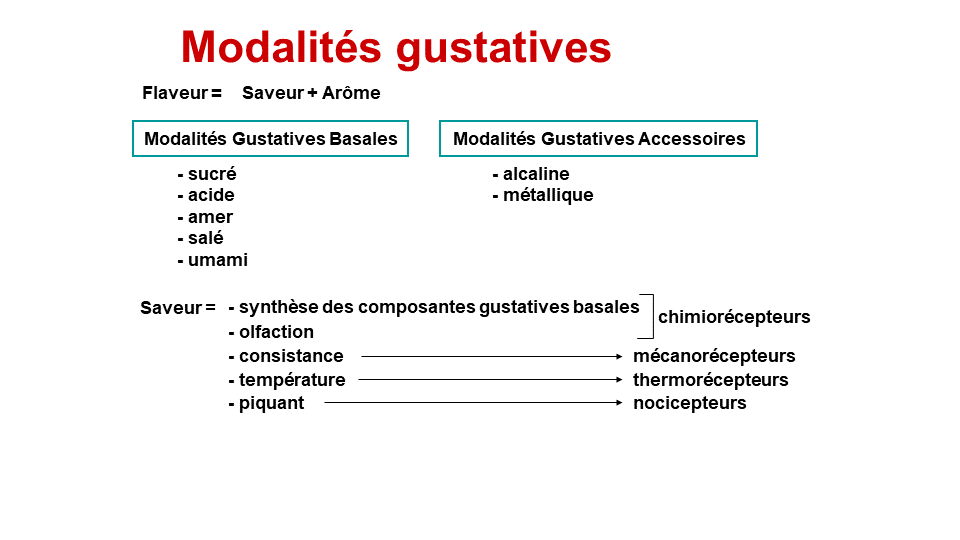 Modalités gustatives
Flaveur = Saveur + Arôme
Modalités Gustatives Basales
- sucré
- acide
- amer
- salé
- umami
Modalités Gustatives Accessoires
- alcaline
- métallique
Saveur = - synthèse des composantes gustatives basales
- olfaction
chimiorécepteurs
- consistance mécanorécepteurs
- température thermorécepteurs
- piquant nocicepteurs